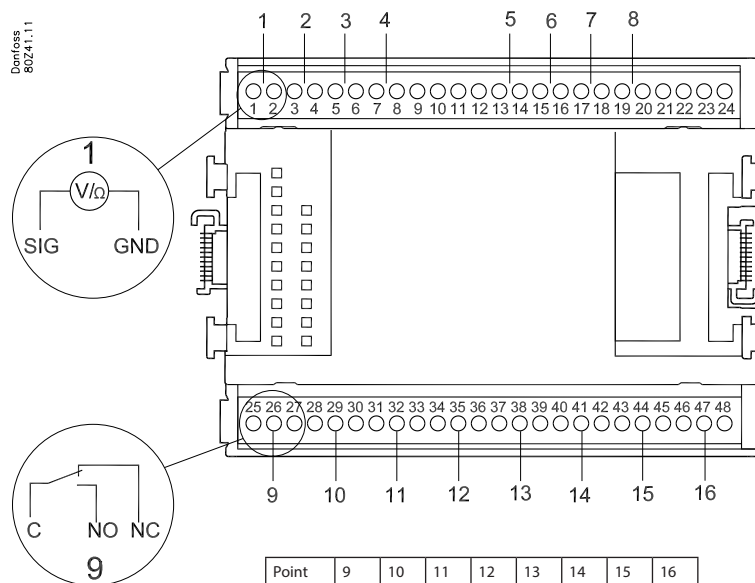 Danfoss
80Z41.11
1 2 3 4 5 6 7 8
1 2 3 4 5 6 7 8 9 10 11 12 13 14 15 16 17 18 19 20 21 22 23 24
1
V/Ω
SIG GND
25 26 27 28 29 30 31 32 33 34 35 36 37 38 39 40 41 42 43 44 45 46 47 48
9 10 11 12 13 14 15 16
C NO NC
9
Point 9 10 11 12 13 14 15 16